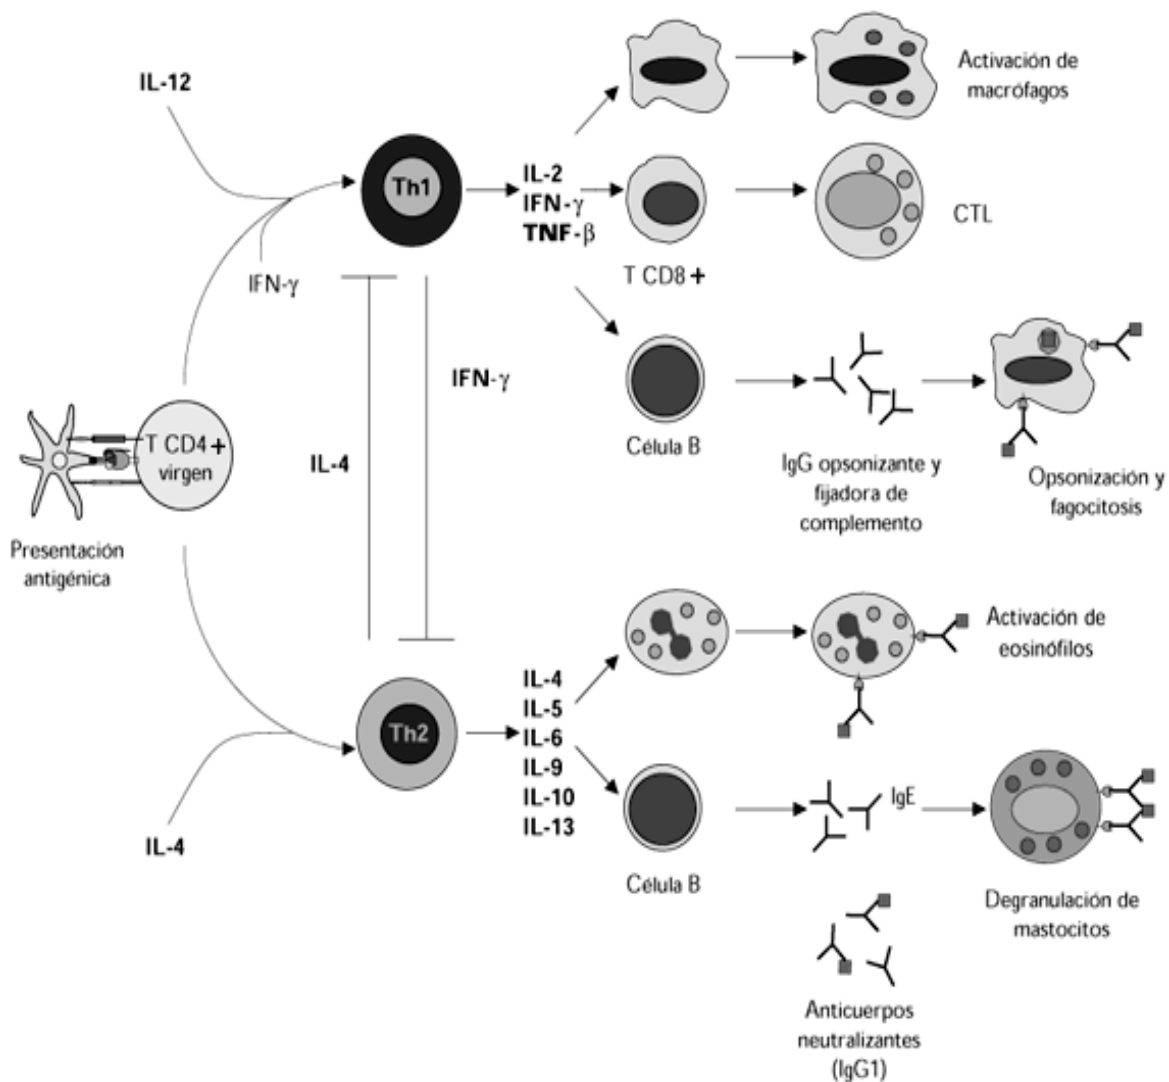 IL-12
IFN-γ
Th1
IL-2
IFN-γ
TNF-β
Activación de
macrófagos
T CD8+
CTL
Célula B
IgG opsonizante y
fijadora de
complemento
Opsonización y
fagocitosis
IL-4
IFN-γ
T CD4+
virgen
Presentación
antigénica
IL-4
Th2
IL-4
IL-5
IL-6
IL-9
IL-10
IL-13
Activación de
eosinófilos
Célula B
IgE
Degranulación de
mastocitos
Anticuerpos
neutralizantes
(IgG1)